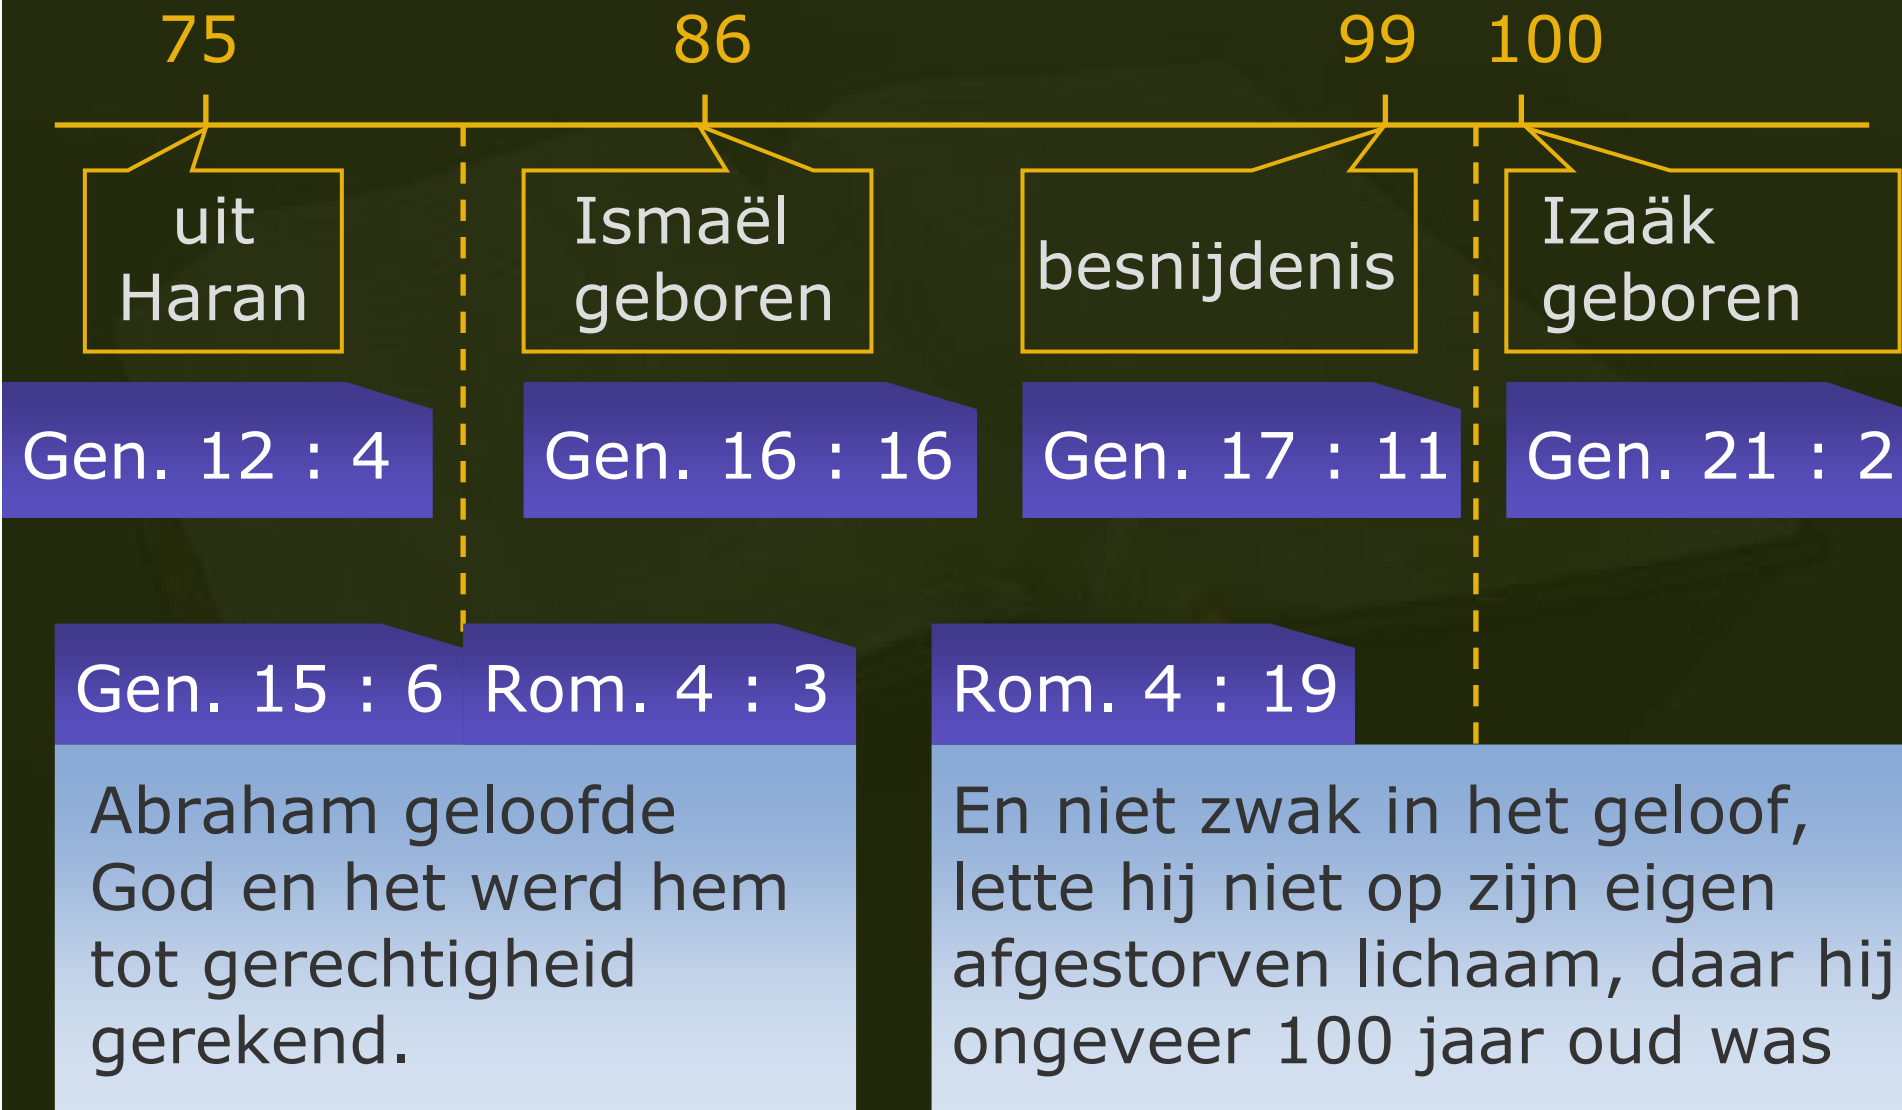 75 86 99 100
uit
Haran
Ismaël
geboren
besnijdenis
Izaäk
geboren
Gen. 12 : 4
Gen. 16 : 16
Gen. 17 : 11
Gen. 21 : 2
Gen. 15 : 6
Rom. 4 : 3
Abraham geloofde
God en het werd hem
tot gerechtigheid
gerekend.
Rom. 4 : 19
En niet zwak in het geloof,
lette hij niet op zijn eigen
afgestorven lichaam, daar hij
ongeveer 100 jaar oud was